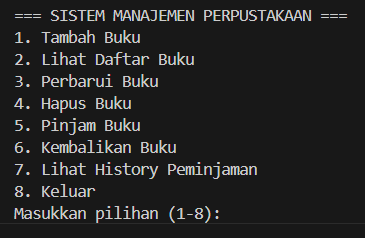 === SISTEM MANAJEMEN PERPUSTAKAAN ===
1. Tambah Buku
2. Lihat Daftar Buku
3. Perbarui Buku
4. Hapus Buku
5. Pinjam Buku
6. Kembalikan Buku
7. Lihat History Peminjaman
8. Keluar
Masukkan pilihan (1-8):